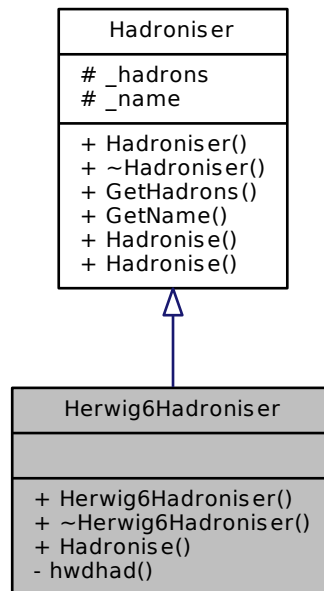 Hadroniser
# _hadrons
# _name
+ Hadroniser()
+ ~Hadroniser()
+ GetHadrons()
+ GetName()
+ Hadronise()
+ Hadronise()
Herwig6Hadroniser
+ Herwig6Hadroniser()
+ ~Herwig6Hadroniser()
+ Hadronise()
- hwdhad()